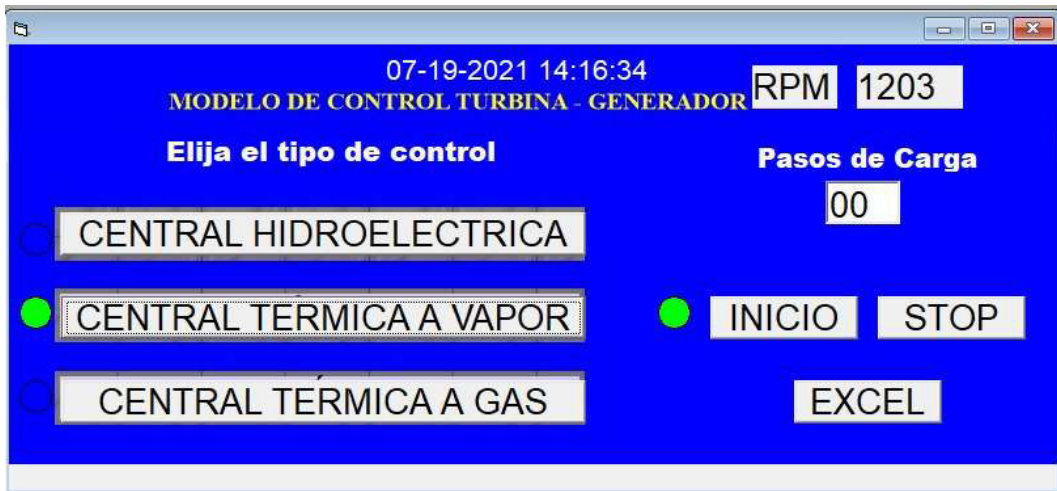 07-19-2021 14:16:34
MODELO DE CONTROL TURBINA - GENERADOR
RPM 1203
Elija el tipo de control
Pasos de Carga
00
CENTRAL HIDROELECTRICA
CENTRAL TERMICA A VAPOR
INICIO STOP
CENTRAL TÉRMICA A GAS
EXCEL